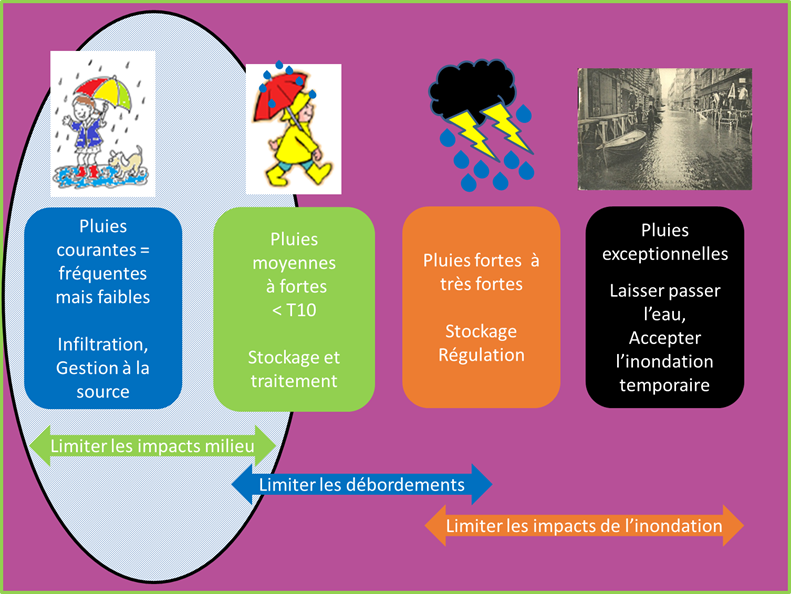 Pluies
courantes =
fréquentes
mais faibles
Infiltration,
Gestion à la
source
Pluies
moyennes
à fortes
< T10
Stockage et
traitement
Pluies fortes à
très fortes
Stockage
Régulation
Pluies
exceptionnelles
Laisser passer
l’eau,
Accepter
l’inondation
temporaire
Limiter les impacts milieu
Limiter les débordements
Limiter les impacts de l’inondation